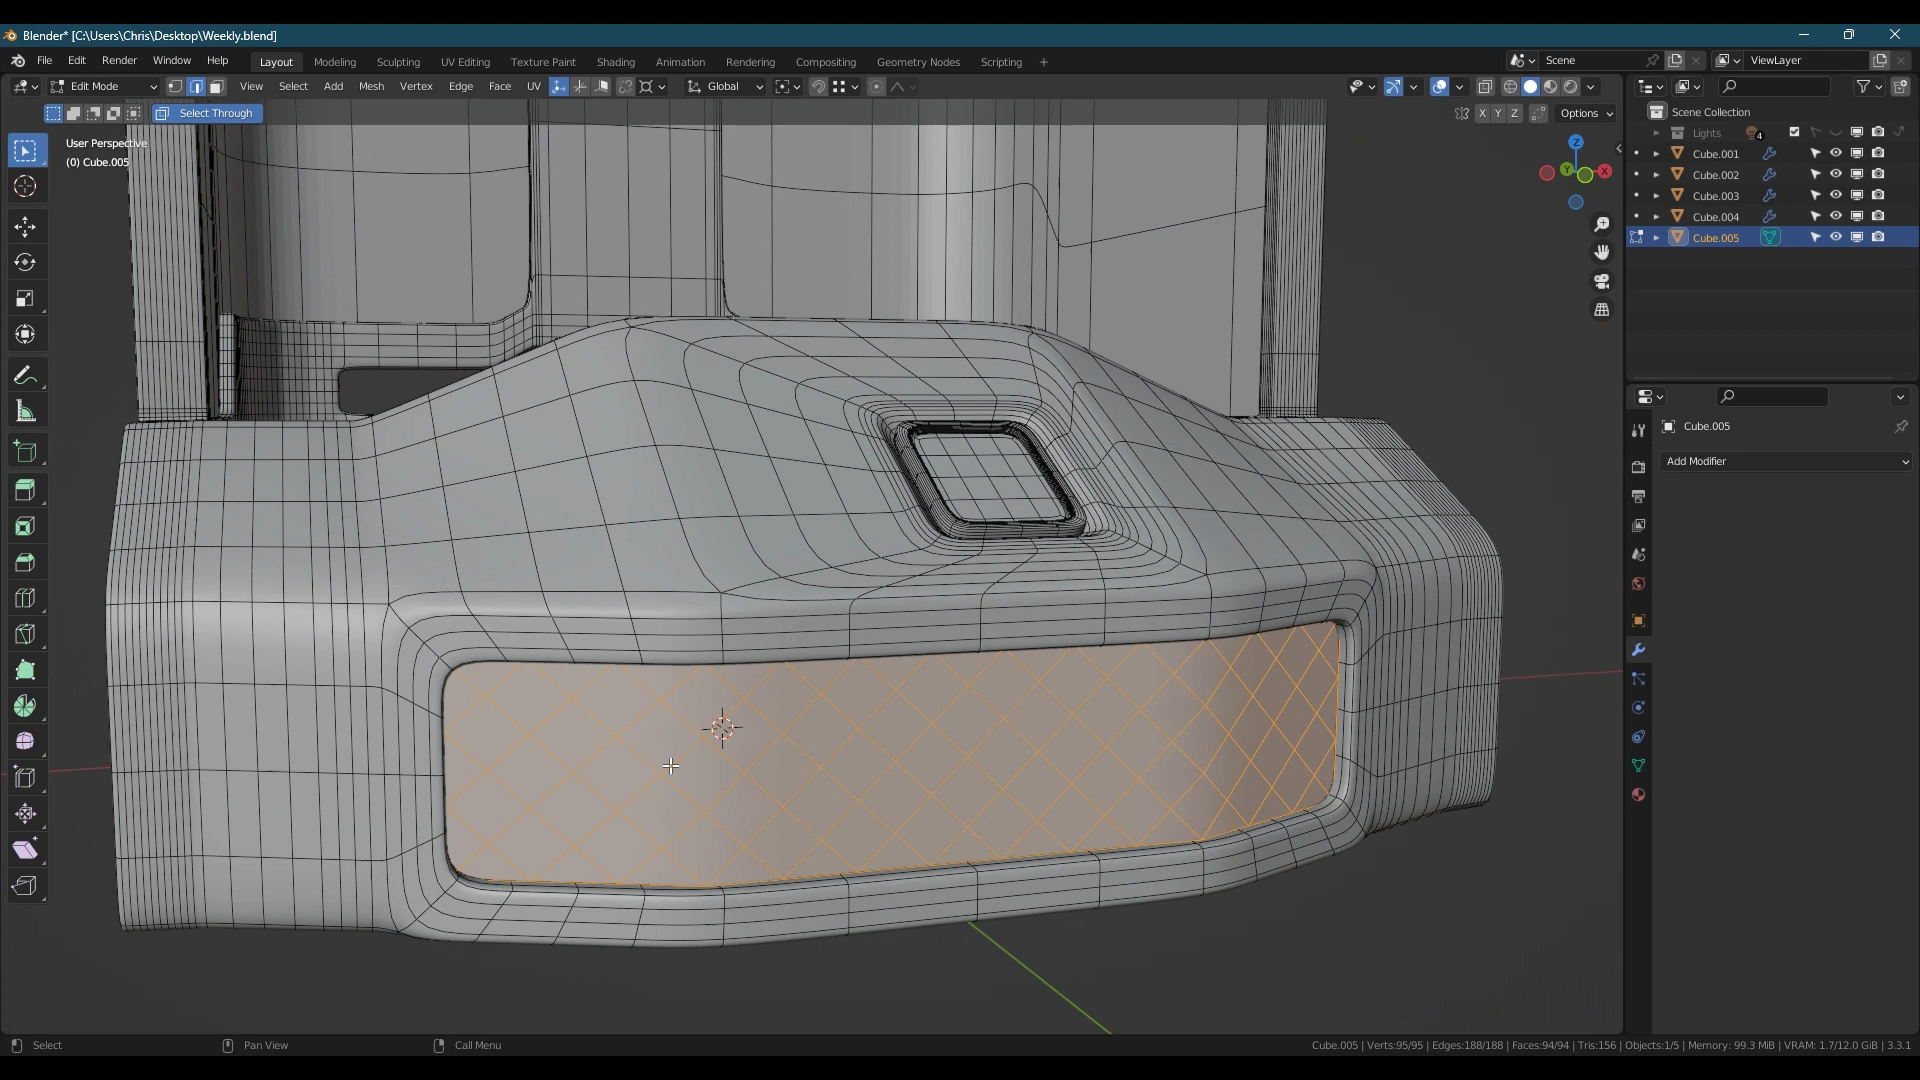 Blender* [C:\Users\Chris\Desktop\Weekly.blend]
File Edit Render Window Help Layout Modeling Sculpting UV Editing Texture Paint Shading Animation Rendering Compositing Geometry Nodes Scripting + Scene ViewLayer
Edit Mode View Select Add Mesh Vertex Edge Face UV Global
Select Through X Y Z Options
User Perspective
(0) Cube.005
Z
Y X
Scene Collection
Lights 4
Cube.001
Cube.002
Cube.003
Cube.004
Cube.005
Cube.005
Add Modifier
Select Pan View Call Menu Cube.005 | Verts:95/95 | Edges:188/188 | Faces:94/94 | Tris:156 | Objects:1/5 | Memory: 99.3 MiB | VRAM: 1.7/12.0 GiB | 3.3.1